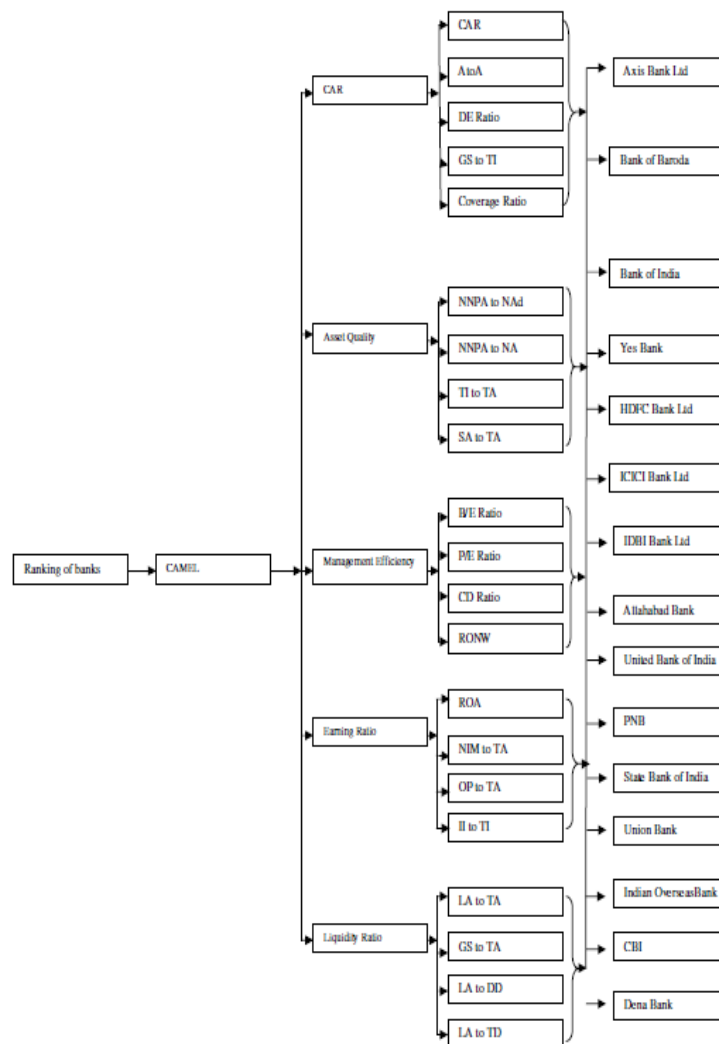 Ranking of banks
CAMEL
CAR
Asset Quality
Management Efficiency
Earning Ratio
Liquidity Ratio
CAR
A to A
DE Ratio
GS to TI
Coverage Ratio
NNPA to NAd
NNPA to NA
TI to TA
SA to TA
B/E Ratio
P/E Ratio
CD Ratio
RONW
ROA
NIM to TA
OP to TA
II to TI
LA to TA
GS to TA
LA to DD
LA to TD
Axis Bank Ltd
Bank of Baroda
Bank of India
Yes Bank
HDFC Bank Ltd
ICICI Bank Ltd
IDBI Bank Ltd
Allahabad Bank
United Bank of India
PNB
State Bank of India
Union Bank
Indian OverseasBank
CBI
Dena Bank